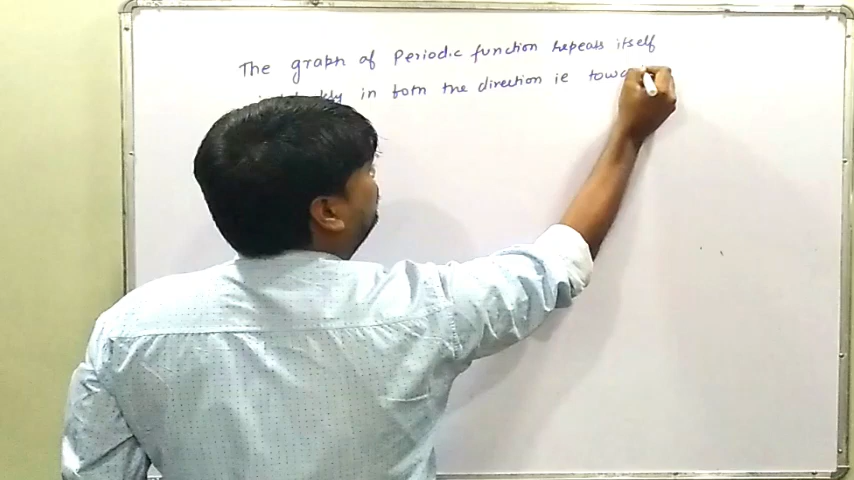 The graph of Periodic function repeats itself
in both the direction ie